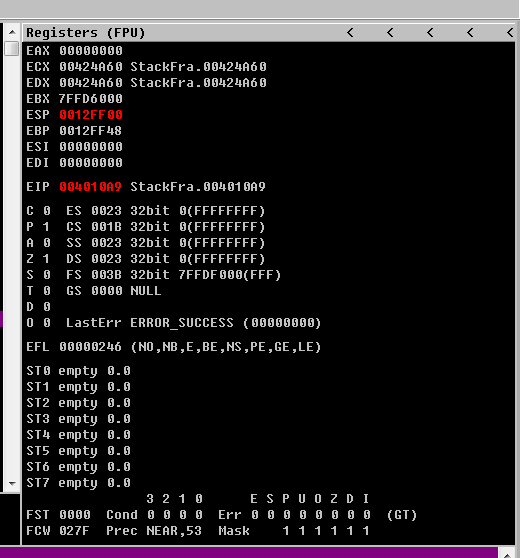 Registers (FPU) < < < < <
EAX 00000000
ECX 00424A60 StackFra.00424A60
EDX 00424A60 StackFra.00424A60
EBX 7FFD6000
ESP 0012FF00
EBP 0012FF48
ESI 00000000
EDI 00000000
EIP 004010A9 StackFra.004010A9
C 0 ES 0023 32bit 0(FFFFFFFF)
P 1 CS 001B 32bit 0(FFFFFFFF)
A 0 SS 0023 32bit 0(FFFFFFFF)
Z 1 DS 0023 32bit 0(FFFFFFFF)
S 0 FS 003B 32bit 7FFDF000(FFF)
T 0 GS 0000 NULL
D 0
O 0 LastErr ERROR_SUCCESS (00000000)
EFL 00000246 (NO,NB,E,BE,NS,PE,GE,LE)
ST0 empty 0.0
ST1 empty 0.0
ST2 empty 0.0
ST3 empty 0.0
ST4 empty 0.0
ST5 empty 0.0
ST6 empty 0.0
ST7 empty 0.0
3 2 1 0 E S P U O Z D I
FST 0000 Cond 0 0 0 0 Err 0 0 0 0 0 0 0 0 (GT)
FCW 027F Prec NEAR,53 Mask 1 1 1 1 1 1